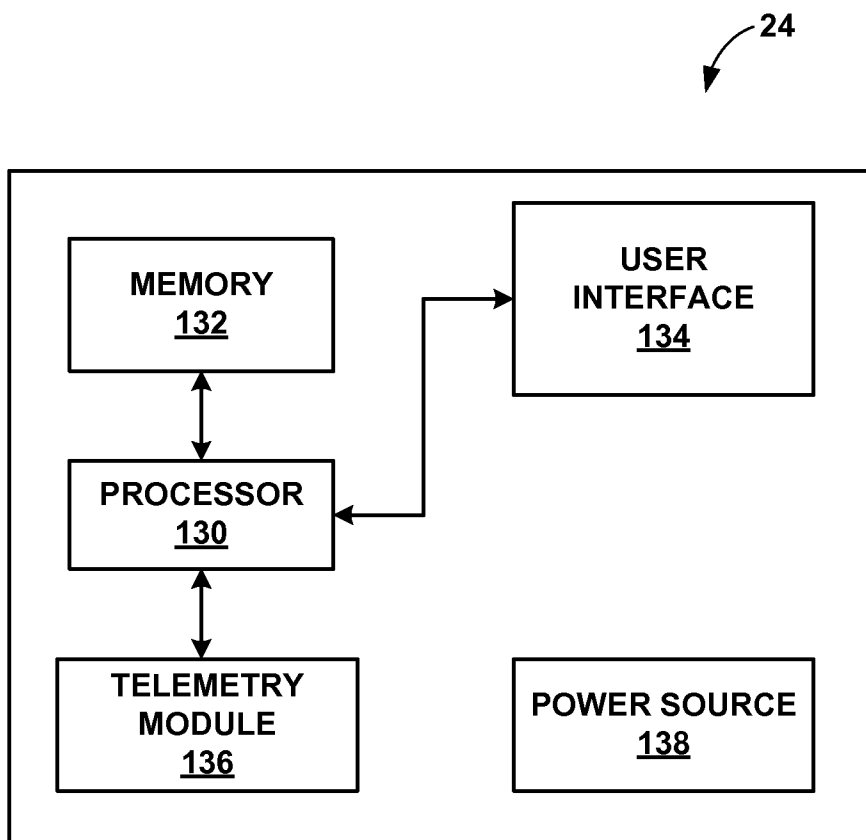 24
MEMORY
132
USER
INTERFACE
134
PROCESSOR
130
TELEMETRY
MODULE
136
POWER SOURCE
138